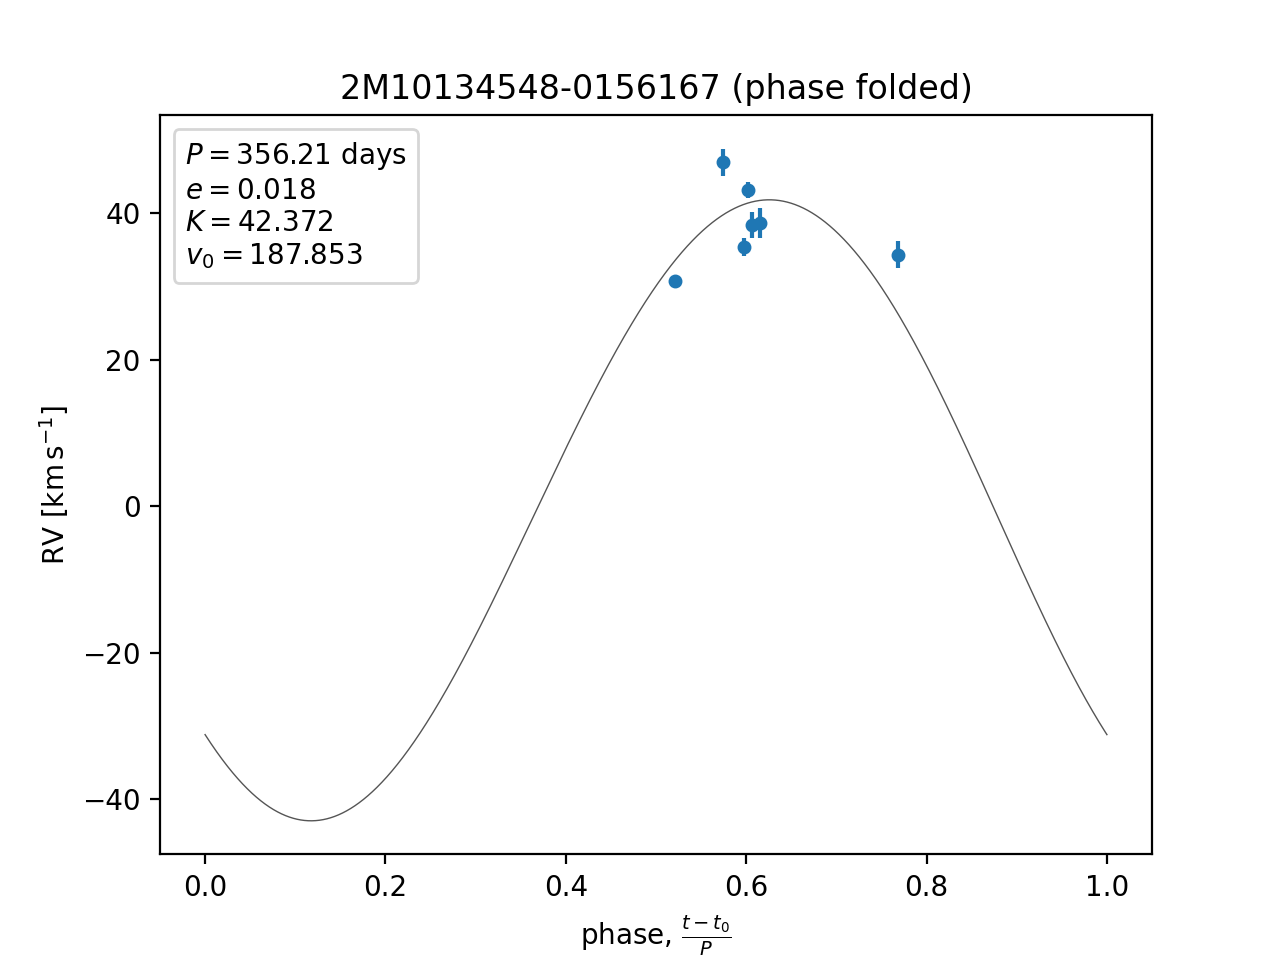 2M10134548-0156167 (phase folded)
P = 356.21 days
e = 0.018
K = 42.372
v₀ = 187.853
40
20
0
−20
−40
RV [km s⁻¹]
0.0 0.2 0.4 0.6 0.8 1.0
phase, (t − t₀)/P